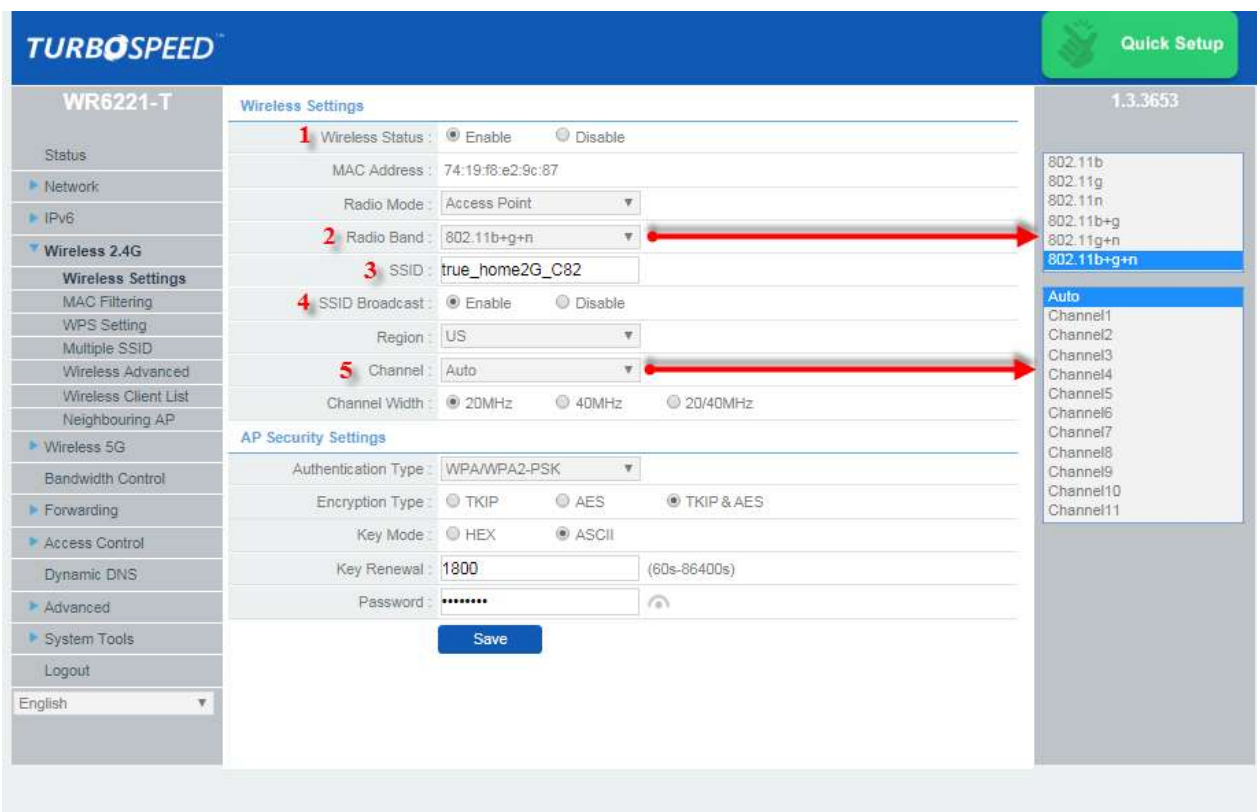 TURBOSPEED™
Quick Setup
WR6221-T
Status
Network
IPv6
Wireless 2.4G
Wireless Settings
MAC Filtering
WPS Setting
Multiple SSID
Wireless Advanced
Wireless Client List
Neighbouring AP
Wireless 5G
Bandwidth Control
Forwarding
Access Control
Dynamic DNS
Advanced
System Tools
Logout
English
Wireless Settings
1 Wireless Status : Enable Disable
MAC Address : 74:19:f8:e2:9c:87
Radio Mode : Access Point
2 Radio Band : 802.11b+g+n
3 SSID : true_home2G_C82
4 SSID Broadcast : Enable Disable
Region : US
5 Channel : Auto
Channel Width : 20MHz 40MHz 20/40MHz
AP Security Settings
Authentication Type : WPA/WPA2-PSK
Encryption Type : TKIP AES TKIP & AES
Key Mode : HEX ASCII
Key Renewal : 1800 (60s-86400s)
Password : ••••••••
Save
1.3.3653
802.11b
802.11g
802.11n
802.11b+g
802.11g+n
802.11b+g+n
Auto
Channel1
Channel2
Channel3
Channel4
Channel5
Channel6
Channel7
Channel8
Channel9
Channel10
Channel11